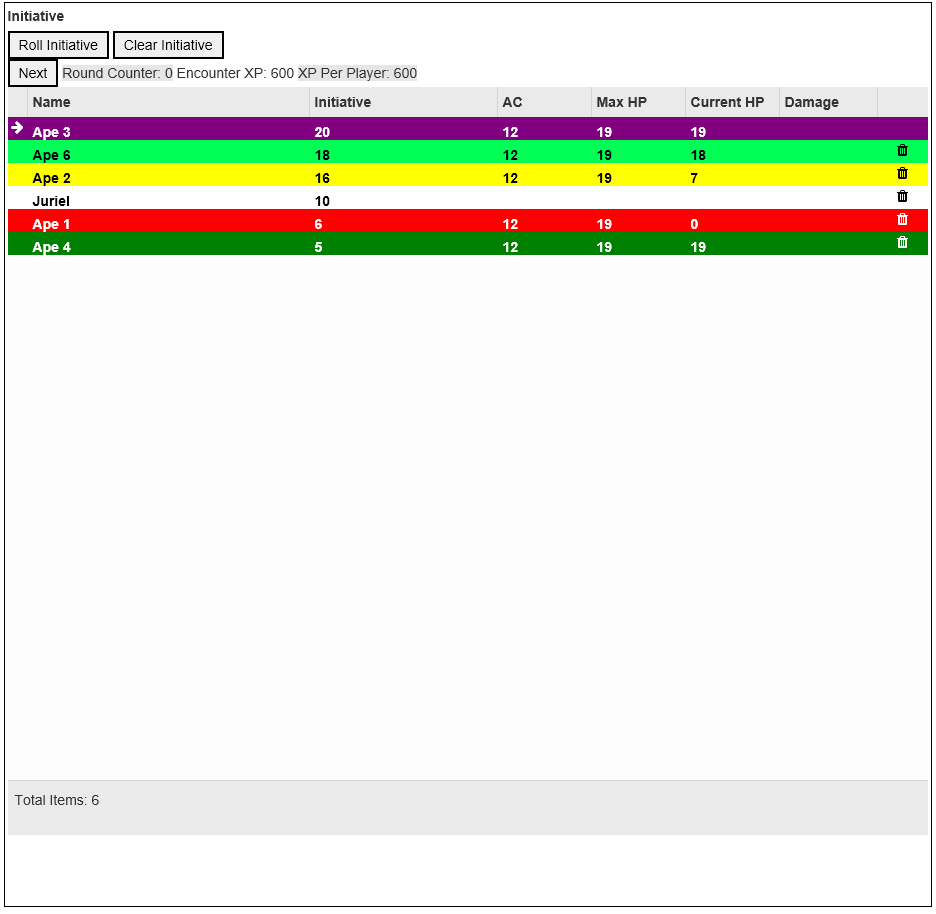 Initiative
Roll Initiative Clear Initiative
Next Round Counter: 0 Encounter XP: 600 XP Per Player: 600
Name Initiative AC Max HP Current HP Damage
Ape 3 20 12 19 19
Ape 6 18 12 19 18
Ape 2 16 12 19 7
Juriel 10
Ape 1 6 12 19 0
Ape 4 5 12 19 19
Total Items: 6